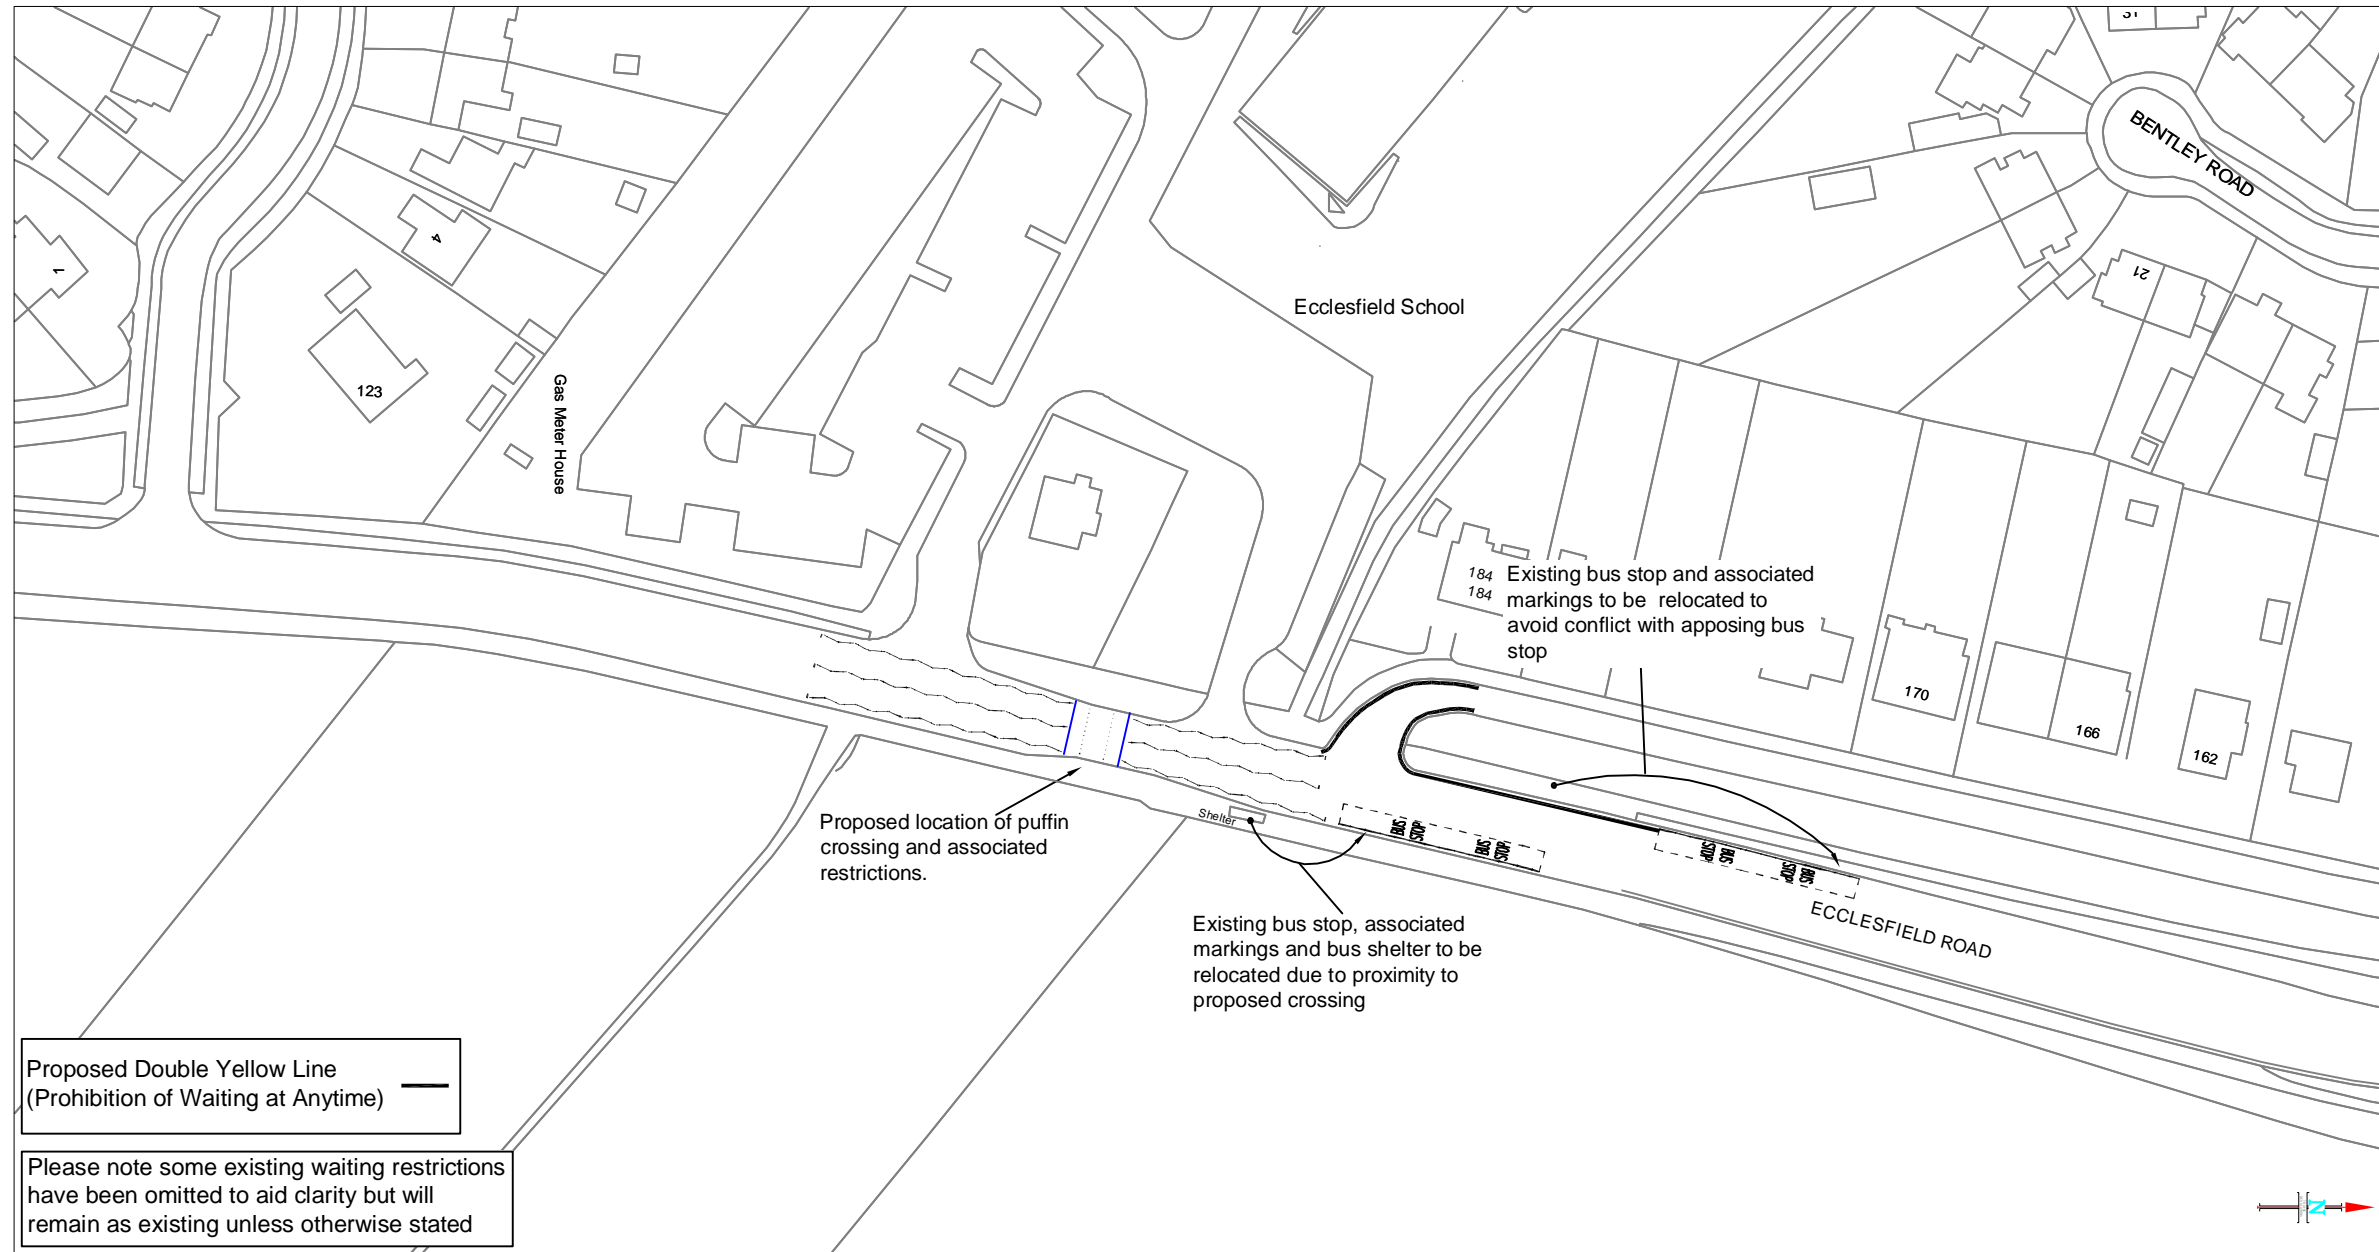 31
BENTLEY ROAD
4
1
21
Ecclesfield School
123
Gas Meter House
184
184
Existing bus stop and associated
markings to be relocated to
avoid conflict with apposing bus
stop
170
166
162
Shelter
Proposed location of puffin
crossing and associated
restrictions.
BUS
STOP
BUS
STOP
BUS
STOP
BUS
STOP
ECCLESFIELD ROAD
Existing bus stop, associated
markings and bus shelter to be
relocated due to proximity to
proposed crossing
Proposed Double Yellow Line
(Prohibition of Waiting at Anytime)
Please note some existing waiting restrictions
have been omitted to aid clarity but will
remain as existing unless otherwise stated
N